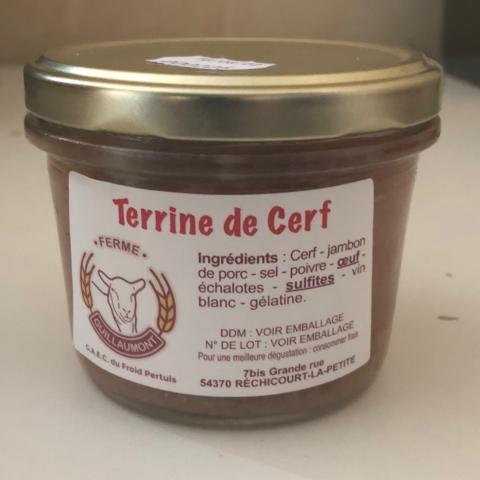 Terrine de Cerf
FERME
GUILLAUMONT
G.A.E.C. du Froid Pertuis
Ingrédients : Cerf - jambon
de porc - sel - poivre - œuf -
échalotes - sulfites - vin
blanc - gélatine.
DDM : VOIR EMBALLAGE
N° DE LOT : VOIR EMBALLAGE
Pour une meilleure dégustation : consommer frais
7bis Grande rue
54370 RÉCHICOURT-LA-PETITE